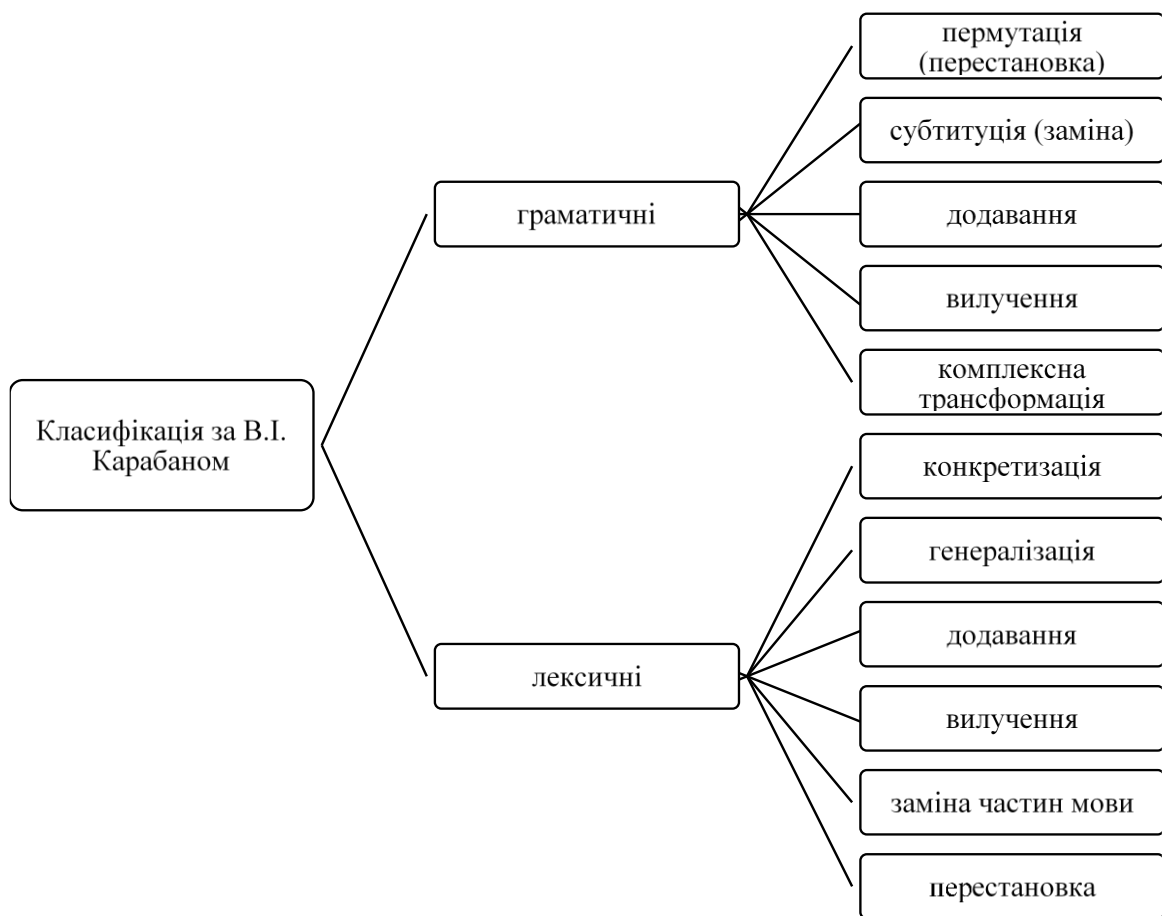 Класифікація за В.І.
Карабаном
граматичні
пермутація
(перестановка)
субтитуція (заміна)
додавання
вилучення
комплексна
трансформація
лексичні
конкретизація
генералізація
додавання
вилучення
заміна частин мови
перестановка